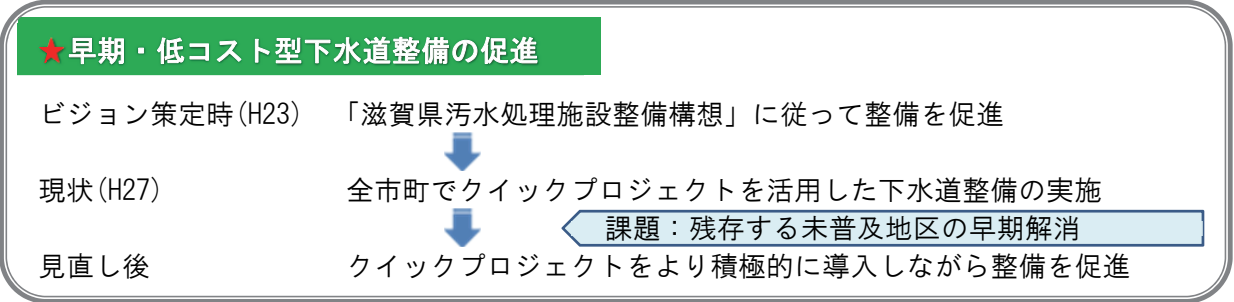 ★早期・低コスト型下水道整備の促進
ビジョン策定時(H23) 「滋賀県汚水処理施設整備構想」に従って整備を促進
現状(H27) 全市町でクイックプロジェクトを活用した下水道整備の実施
課題：残存する未普及地区の早期解消
見直し後 クイックプロジェクトをより積極的に導入しながら整備を促進